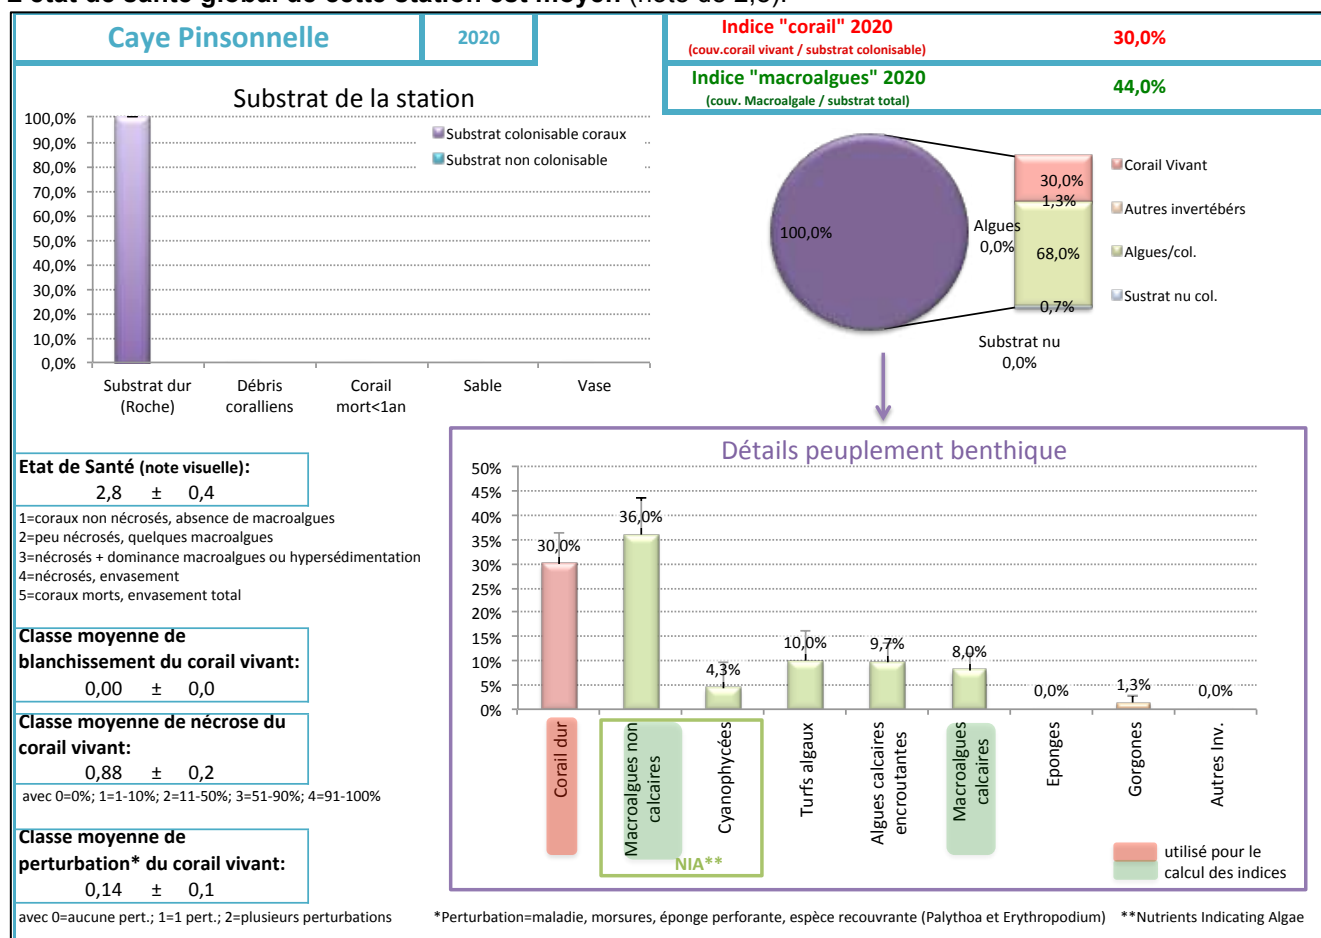 L'état de santé global de cette station est moyen (note de 2,8).
Caye Pinsonnelle
2020
Indice "corail" 2020
(couv.corail vivant / substrat colonisable)
30,0%
Indice "macroalgues" 2020
(couv. Macroalgale / substrat total)
44,0%
Substrat de la station
100,0%
90,0%
80,0%
70,0%
60,0%
50,0%
40,0%
30,0%
20,0%
10,0%
0,0%
Substrat colonisable coraux
Substrat non colonisable
Substrat dur
(Roche)
Débris
coralliens
Corail
mort<1an
Sable
Vase
100,0%
Algues
0,0%
30,0%
1,3%
68,0%
0,7%
Substrat nu
0,0%
Corail Vivant
Autres invertébérs
Algues/col.
Sustrat nu col.
Etat de Santé (note visuelle):
2,8 ± 0,4
1=coraux non nécrosés, absence de macroalgues
2=peu nécrosés, quelques macroalgues
3=nécrosés + dominance macroalgues ou hypersédimentation
4=nécrosés, envasement
5=coraux morts, envasement total
Classe moyenne de
blanchissement du corail vivant:
0,00 ± 0,0
Classe moyenne de nécrose du
corail vivant:
0,88 ± 0,2
avec 0=0%; 1=1-10%; 2=11-50%; 3=51-90%; 4=91-100%
Classe moyenne de
perturbation* du corail vivant:
0,14 ± 0,1
avec 0=aucune pert.; 1=1 pert.; 2=plusieurs perturbations
Détails peuplement benthique
50%
45%
40%
35%
30%
25%
20%
15%
10%
5%
0%
30,0%
36,0%
4,3%
10,0%
9,7%
8,0%
0,0%
1,3%
0,0%
Corail dur
Macroalgues non
calcaires
Cyanophycées
Turfs algaux
Algues calcaires
encroutantes
Macroalgues
calcaires
Eponges
Gorgones
Autres Inv.
NIA**
utilisé pour le
calcul des indices
*Perturbation=maladie, morsures, éponge perforante, espèce recouvrante (Palythoa et Erythropodium) **Nutrients Indicating Algae